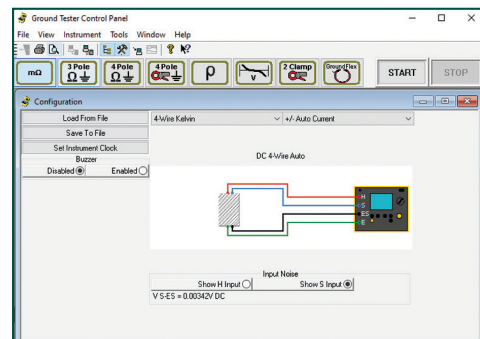 Ground Tester Control Panel
File View Instrument Tools Window Help
mΩ
3 Pole
Ω
4 Pole
Ω
4 Pole
ρ
V
2 Clamp
GroundFlex
START
STOP
Configuration
Load From File
4-Wire Kelvin
+/- Auto Current
Save To File
Set Instrument Clock
Buzzer
Disabled
Enabled
DC 4-Wire Auto
H
S
ES
E
Input Noise
Show H Input
Show S Input
V S-ES = 0.00342V DC